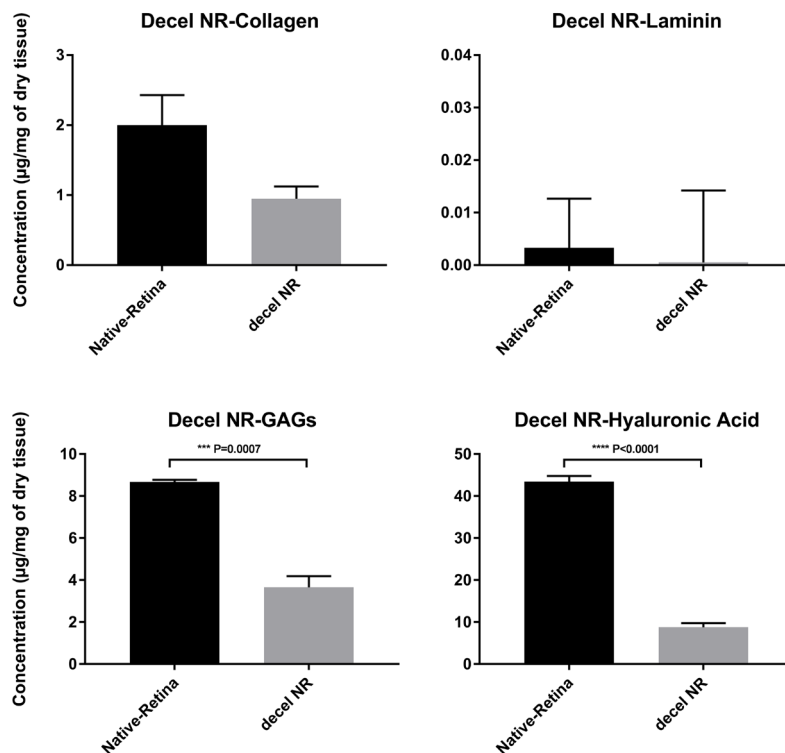 Decel NR-Collagen
Concentration (µg/mg of dry tissue)
3
2
1
0
Native-Retina
decel NR
Decel NR-Laminin
0.04
0.03
0.02
0.01
0.00
Native-Retina
decel NR
Decel NR-GAGs
Concentration (µg/mg of dry tissue)
*** P=0.0007
10
8
6
4
2
0
Native-Retina
decel NR
Decel NR-Hyaluronic Acid
**** P<0.0001
50
40
30
20
10
0
Native-Retina
decel NR